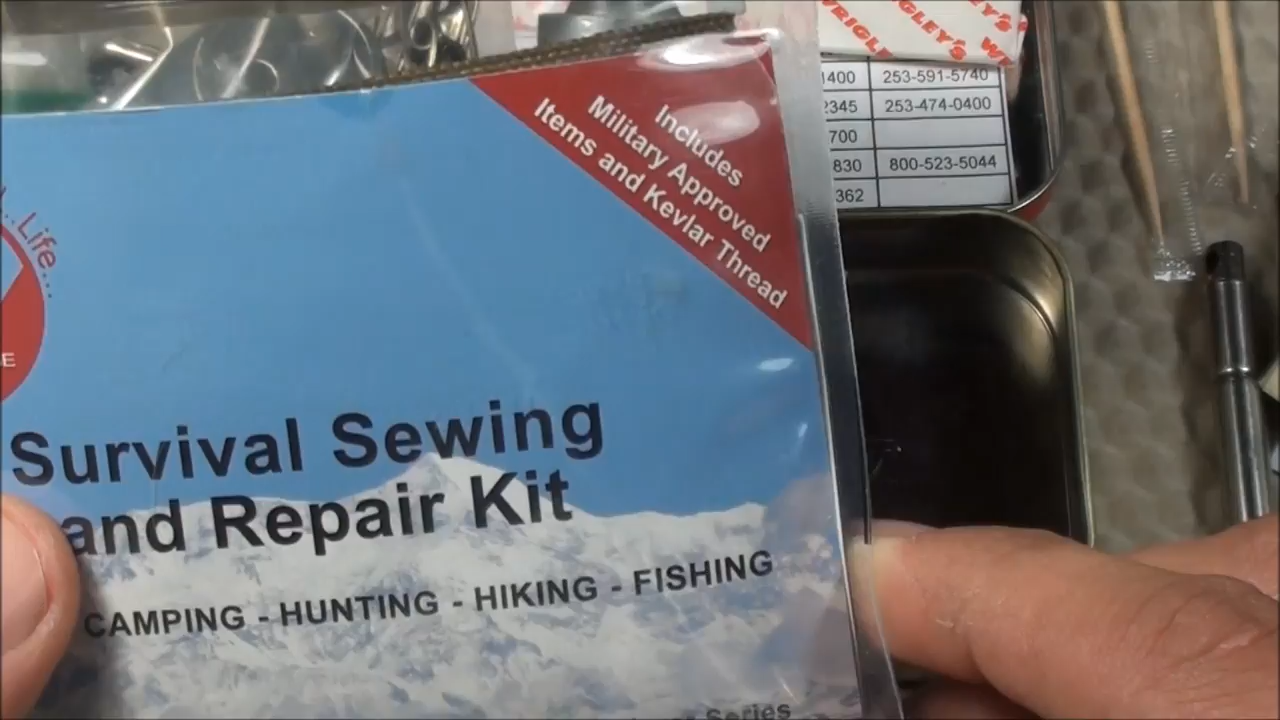 Includes
Military Approved
Items and Kevlar Thread
Life...
E
Survival Sewing
and Repair Kit
CAMPING - HUNTING - HIKING - FISHING
Series
WRIGLEY'S
1400 253-591-5740
2345 253-474-0400
700
830 800-523-5044
362